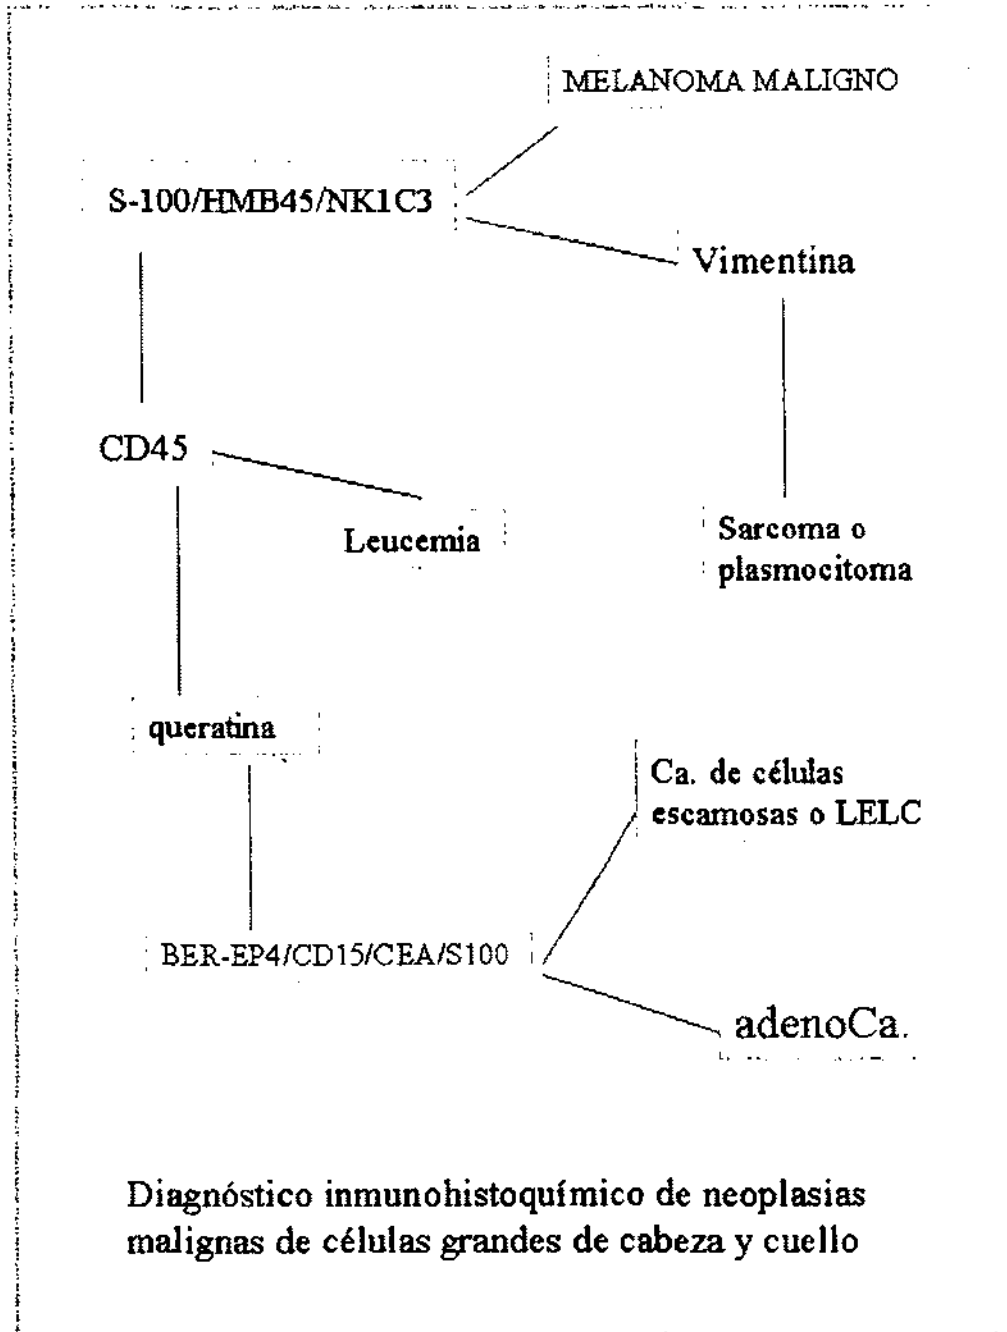 MELANOMA MALIGNO
S-100/HMB45/NK1C3
Vimentina
CD45
Leucemia
Sarcoma o
plasmocitoma
queratina
Ca. de células
escamosas o LELC
BER-EP4/CD15/CEA/S100
adenoCa.
Diagnóstico inmunohistoquímico de neoplasias
malignas de células grandes de cabeza y cuello